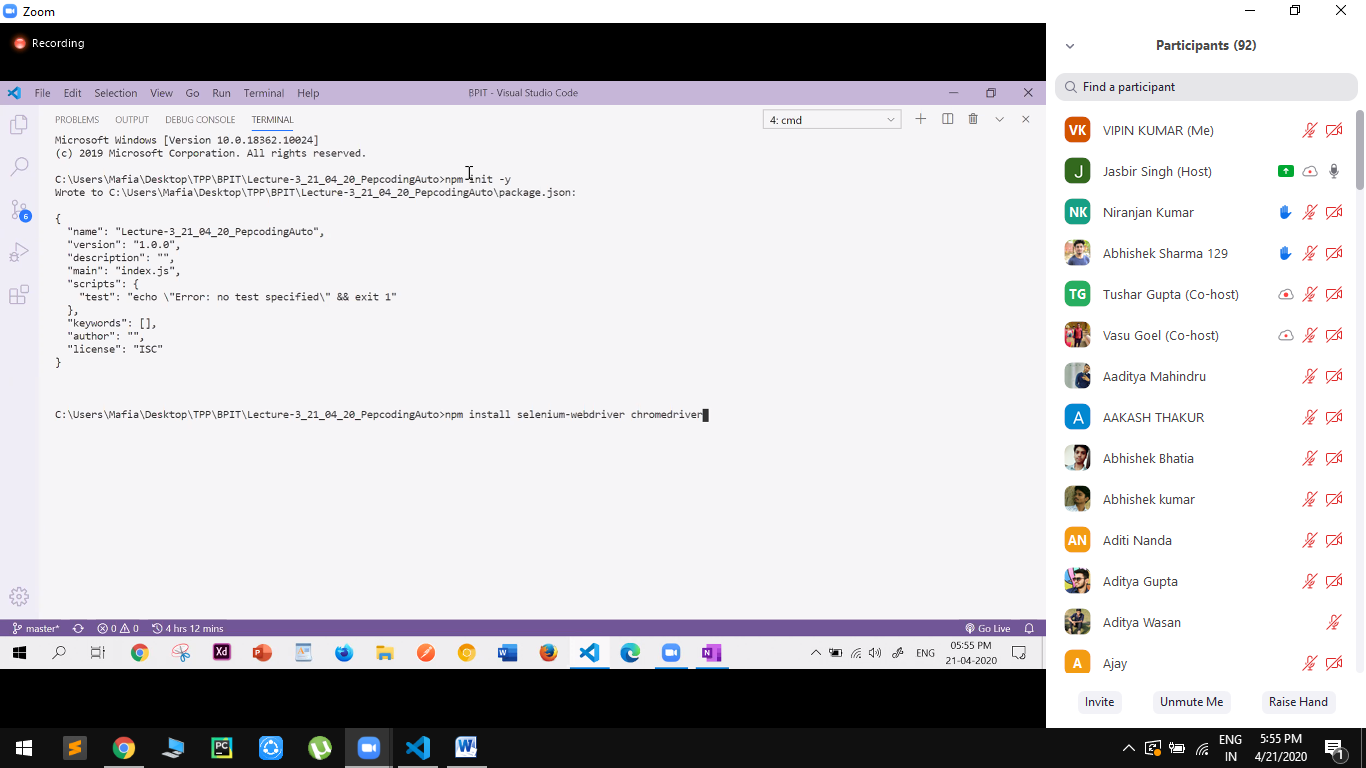 Zoom
Recording
File Edit Selection View Go Run Terminal Help
BPIT - Visual Studio Code
PROBLEMS OUTPUT DEBUG CONSOLE TERMINAL
4: cmd
Microsoft Windows [Version 10.0.18362.10024]
(c) 2019 Microsoft Corporation. All rights reserved.
C:\Users\Mafia\Desktop\TPP\BPIT\Lecture-3_21_04_20_PepcodingAuto>npm init -y
Wrote to C:\Users\Mafia\Desktop\TPP\BPIT\Lecture-3_21_04_20_PepcodingAuto\package.json:
{
"name": "Lecture-3_21_04_20_PepcodingAuto",
"version": "1.0.0",
"description": "",
"main": "index.js",
"scripts": {
"test": "echo \"Error: no test specified\" && exit 1"
},
"keywords": [],
"author": "",
"license": "ISC"
}
C:\Users\Mafia\Desktop\TPP\BPIT\Lecture-3_21_04_20_PepcodingAuto>npm install selenium-webdriver chromedriver
6
master* 0 0 4 hrs 12 mins
Go Live
Xd P W N
ENG
05:55 PM
21-04-2020
Participants (92)
Find a participant
VK VIPIN KUMAR (Me)
J Jasbir Singh (Host)
NK Niranjan Kumar
Abhishek Sharma 129
TG Tushar Gupta (Co-host)
Vasu Goel (Co-host)
Aaditya Mahindru
A AAKASH THAKUR
Abhishek Bhatia
Abhishek kumar
AN Aditi Nanda
Aditya Gupta
Aditya Wasan
A Ajay
Invite Unmute Me Raise Hand
PC W
ENG
IN
5:55 PM
4/21/2020
1